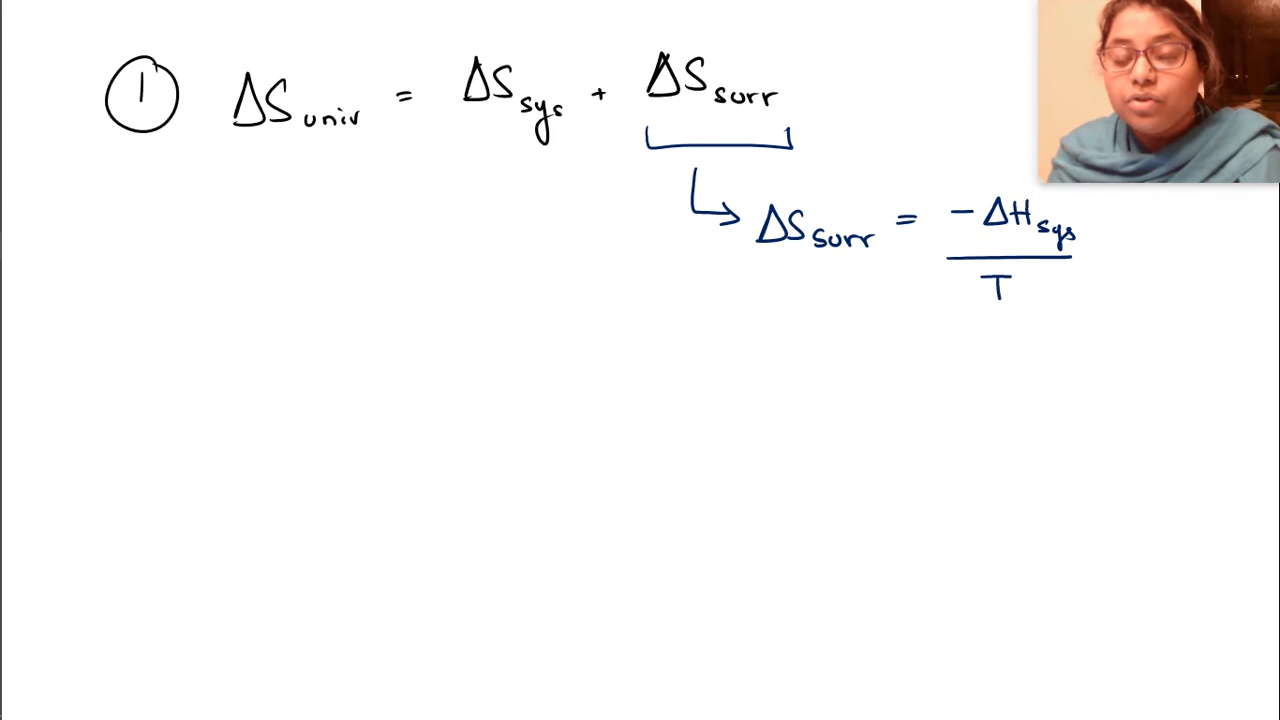 ① ΔS univ = ΔS sys + ΔS surr
ΔS surr = -ΔH sys / T